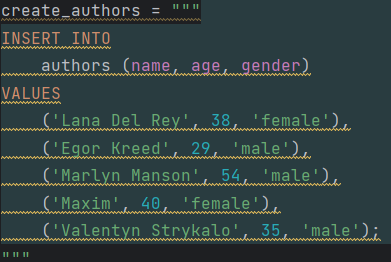 create_authors = """
INSERT INTO
    authors (name, age, gender)
VALUES
    ('Lana Del Rey', 38, 'female'),
    ('Egor Kreed', 29, 'male'),
    ('Marlyn Manson', 54, 'male'),
    ('Maxim', 40, 'female'),
    ('Valentyn Strykalo', 35, 'male');
"""